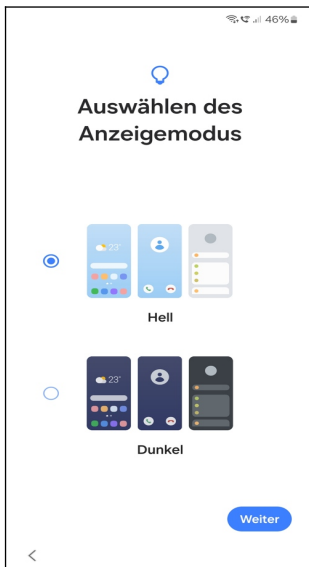 46%
Auswählen des
Anzeigemodus
23°
Hell
23°
Dunkel
Weiter